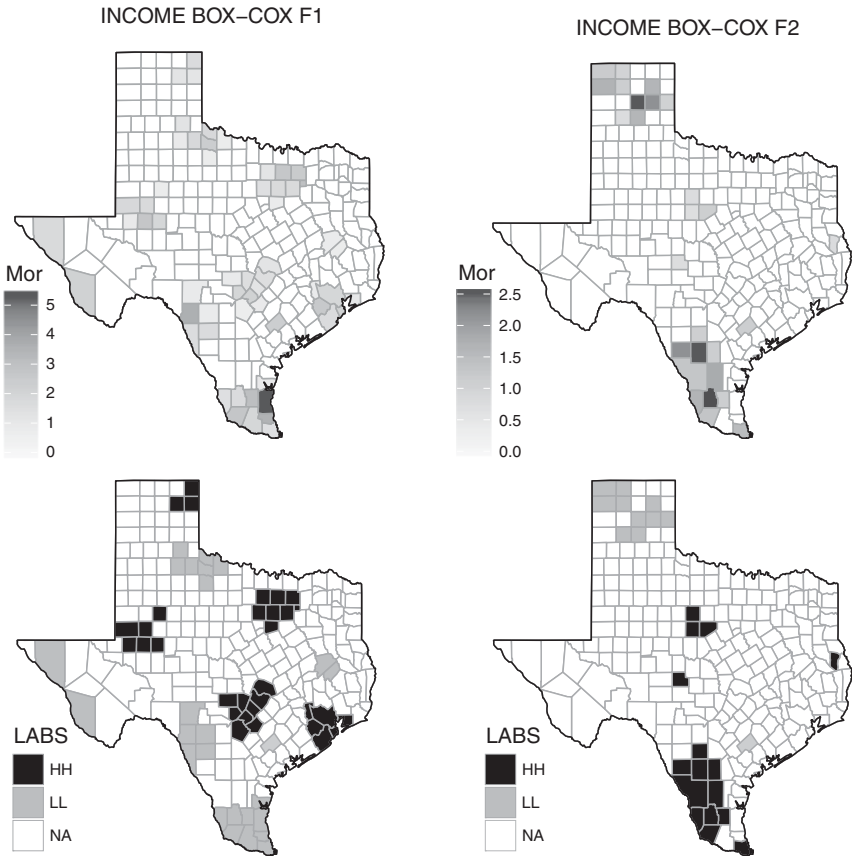 INCOME BOX−COX F1
INCOME BOX−COX F2
Mor
5
4
3
2
1
0
Mor
2.5
2.0
1.5
1.0
0.5
0.0
LABS
HH
LL
NA
LABS
HH
LL
NA